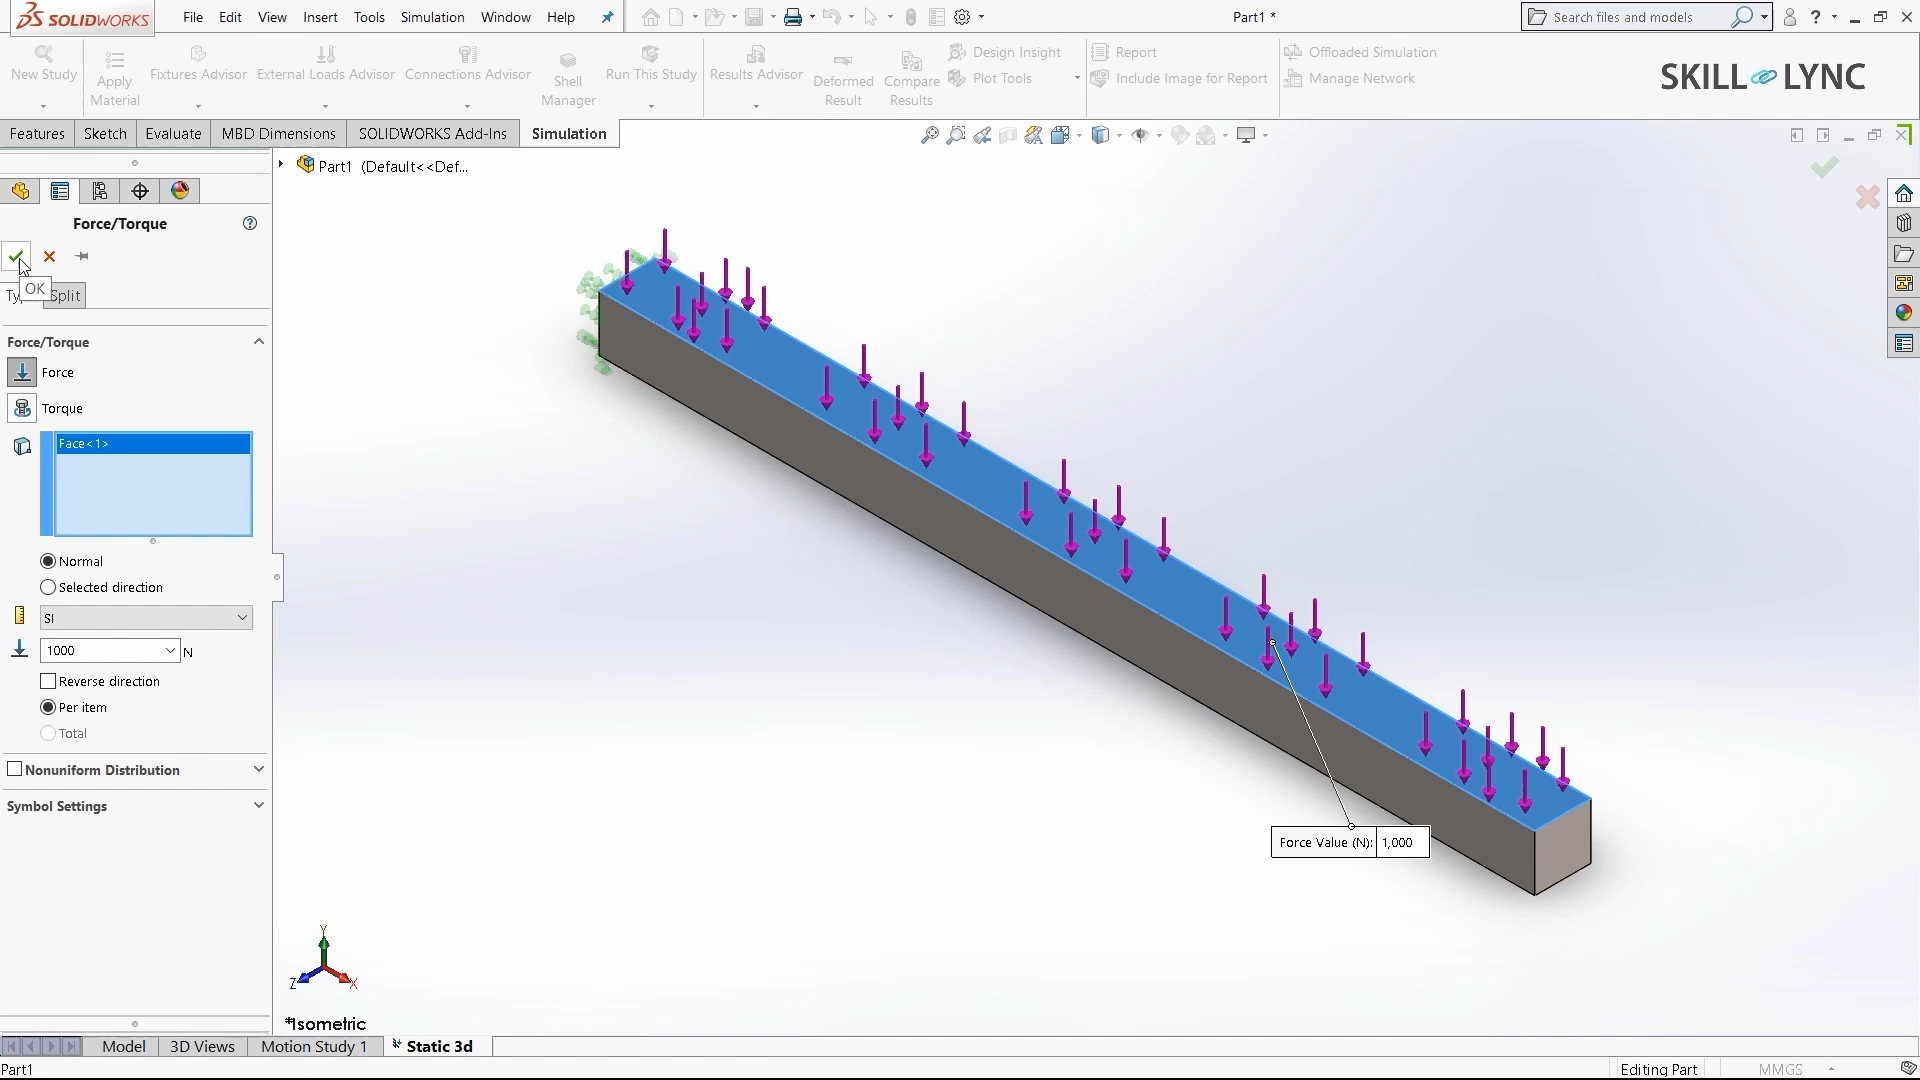 SOLIDWORKS File Edit View Insert Tools Simulation Window Help Part1 * Search files and models ?
New Study Apply Material Fixtures Advisor External Loads Advisor Connections Advisor Shell Manager Run This Study Results Advisor Deformed Result Compare Results Design Insight Plot Tools Report Include Image for Report Offloaded Simulation Manage Network
SKILL LYNC
Features Sketch Evaluate MBD Dimensions SOLIDWORKS Add-Ins Simulation
Part1 (Default<<Def...
Force/Torque ?
OK
Split
Force/Torque
Force
Torque
Face<1>
Normal
Selected direction
SI
1000 N
Reverse direction
Per item
Total
Nonuniform Distribution
Symbol Settings
Force Value (N): 1,000
Y
Z X
*Isometric
Model 3D Views Motion Study 1 Static 3d
Part1 Editing Part MMGS